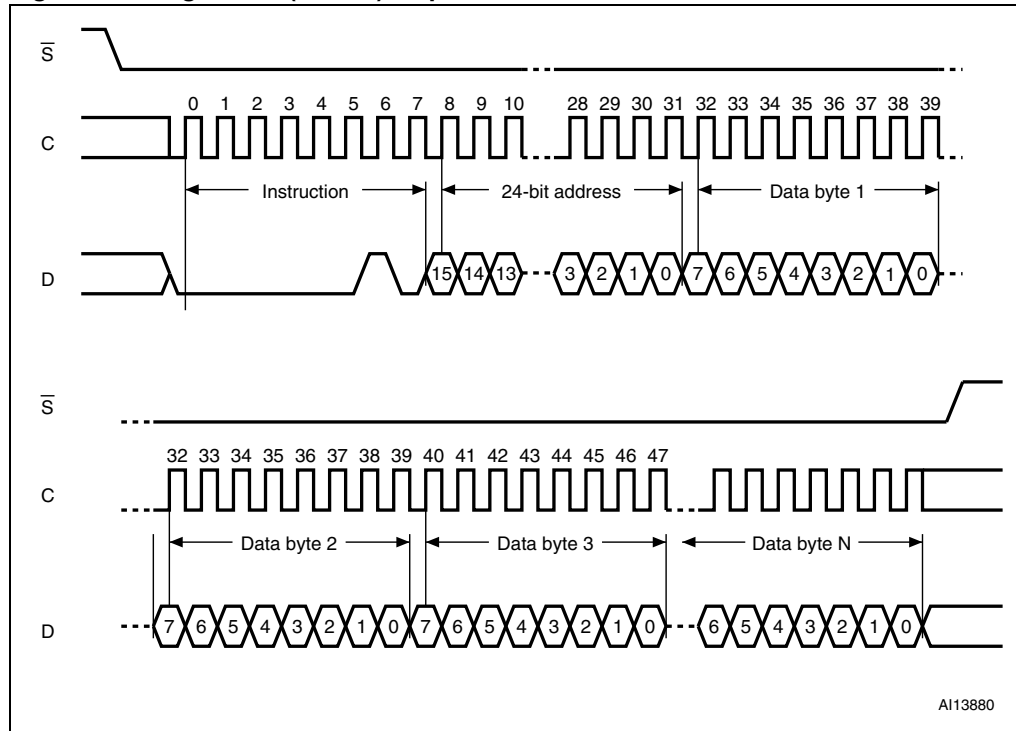 S
0 1 2 3 4 5 6 7 8 9 10 28 29 30 31 32 33 34 35 36 37 38 39
C
Instruction 24-bit address Data byte 1
D 15 14 13 3 2 1 0 7 6 5 4 3 2 1 0
S
32 33 34 35 36 37 38 39 40 41 42 43 44 45 46 47
C
Data byte 2 Data byte 3 Data byte N
D 7 6 5 4 3 2 1 0 7 6 5 4 3 2 1 0 6 5 4 3 2 1 0
AI13880